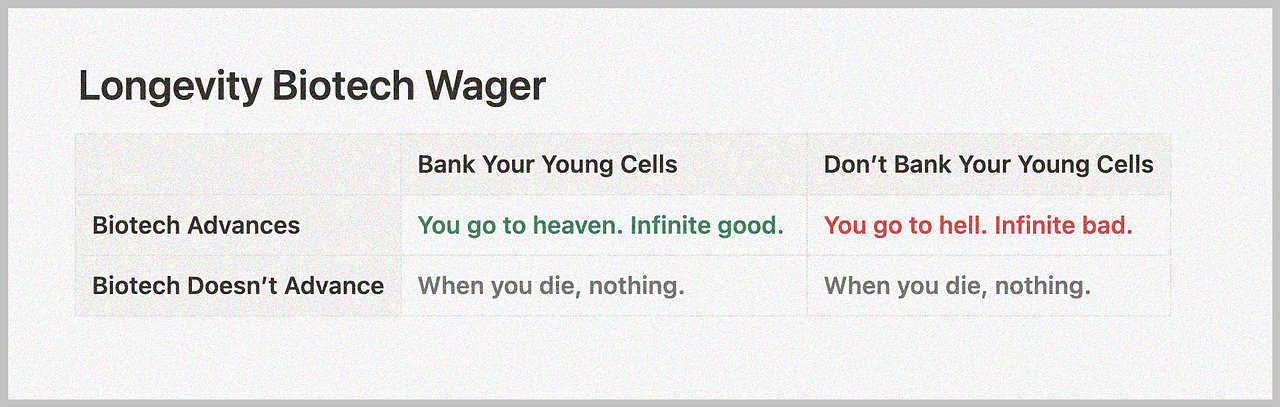 Longevity Biotech Wager
Bank Your Young Cells Don’t Bank Your Young Cells
Biotech Advances You go to heaven. Infinite good. You go to hell. Infinite bad.
Biotech Doesn’t Advance When you die, nothing. When you die, nothing.